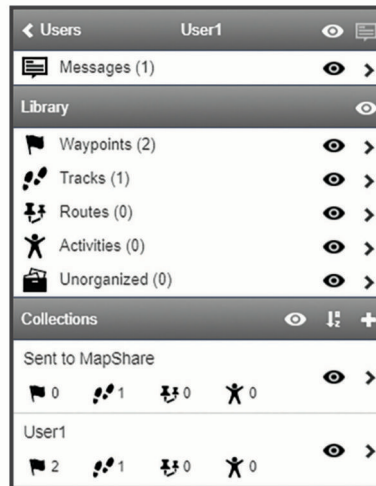 Users User1
Messages (1)
Library
Waypoints (2)
Tracks (1)
Routes (0)
Activities (0)
Unorganized (0)
Collections
Sent to MapShare
0 1 0 0
User1
2 1 0 0